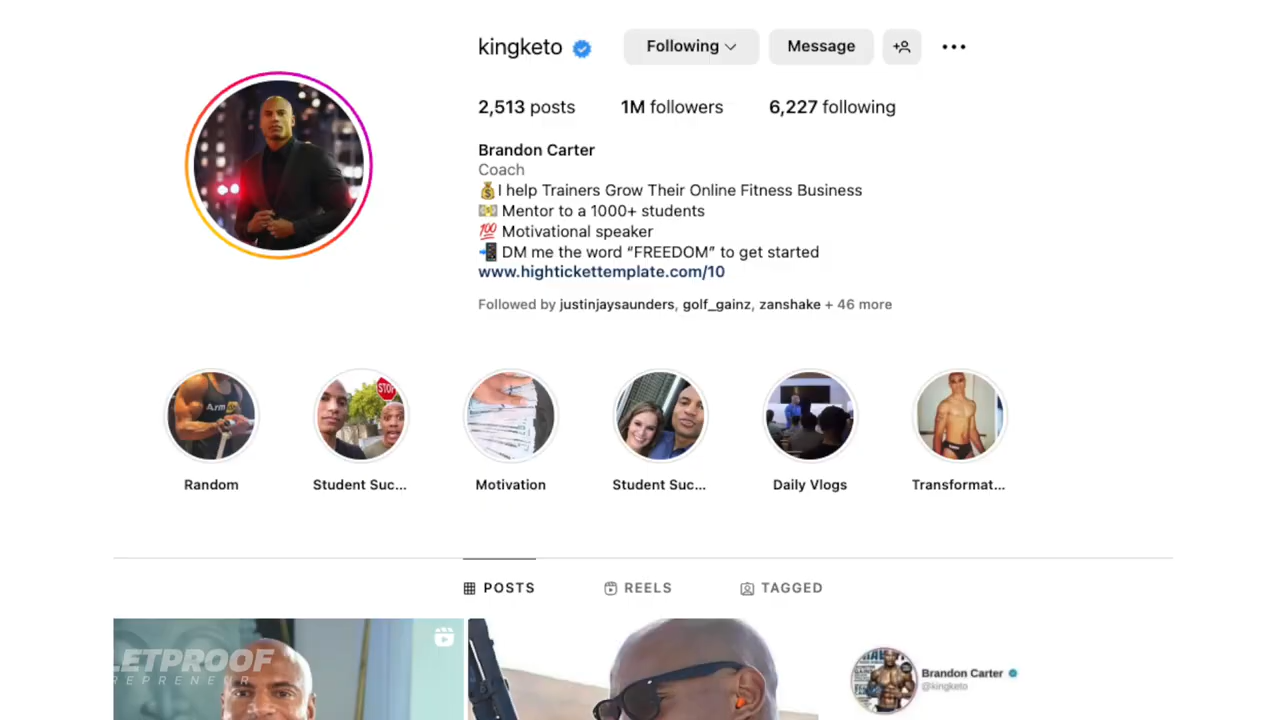 kingketo
Following
Message
2,513 posts
1M followers
6,227 following
Brandon Carter
Coach
💰I help Trainers Grow Their Online Fitness Business
💵 Mentor to a 1000+ students
💯 Motivational speaker
📲 DM me the word “FREEDOM” to get started
www.hightickettemplate.com/10
Followed by justinjaysaunders, golf_gainz, zanshake + 46 more
STOP
Random
Student Suc...
Motivation
Student Suc...
Daily Vlogs
Transformat...
POSTS
REELS
TAGGED
LETPROOF
REPRENEUR
Brandon Carter
@kingketo